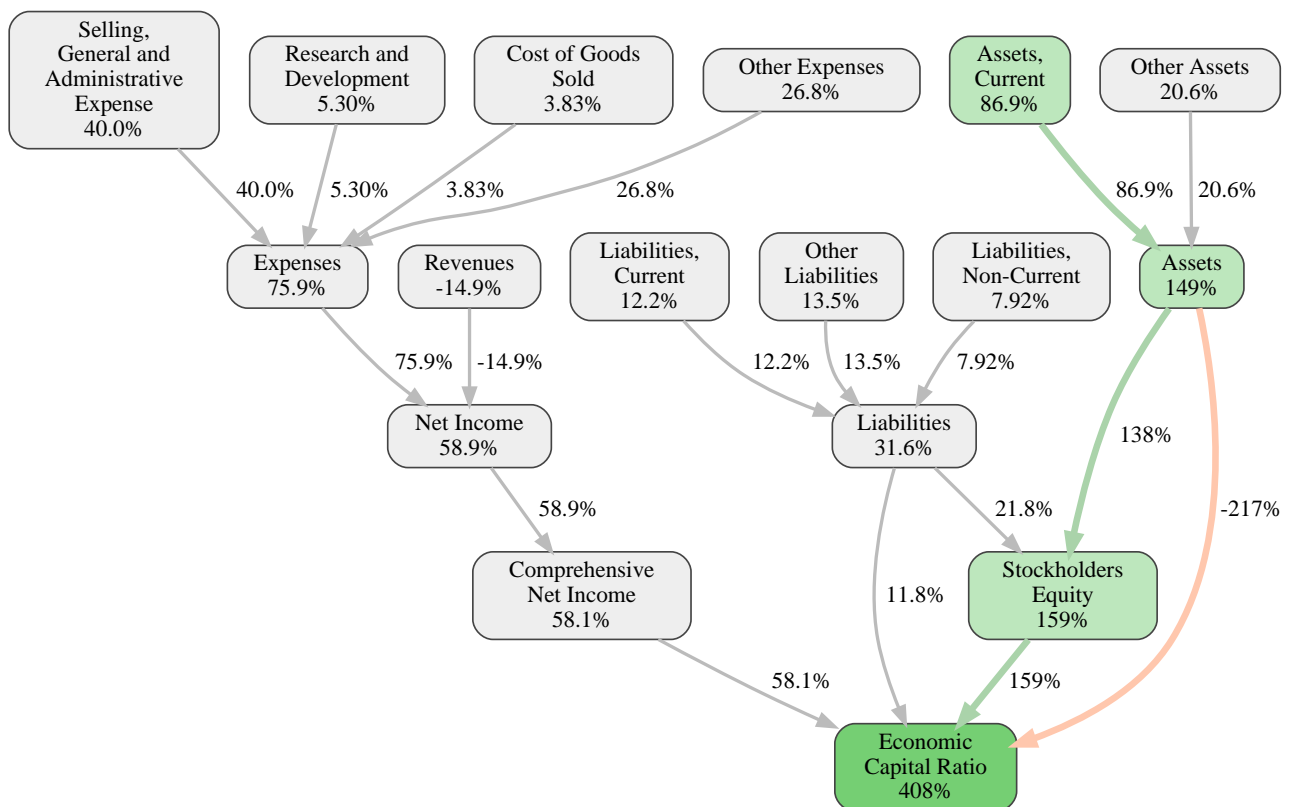 Selling,
General and
Administrative
Expense
40.0%
Research and
Development
5.30%
Cost of Goods
Sold
3.83%
Other Expenses
26.8%
Assets,
Current
86.9%
Other Assets
20.6%
40.0%
5.30%
3.83%
26.8%
86.9%
20.6%
Expenses
75.9%
Revenues
-14.9%
Liabilities,
Current
12.2%
Other
Liabilities
13.5%
Liabilities,
Non-Current
7.92%
Assets
149%
75.9%
-14.9%
12.2%
13.5%
7.92%
Net Income
58.9%
Liabilities
31.6%
138%
58.9%
21.8%
-217%
Comprehensive
Net Income
58.1%
11.8%
Stockholders
Equity
159%
58.1%
159%
Economic
Capital Ratio
408%